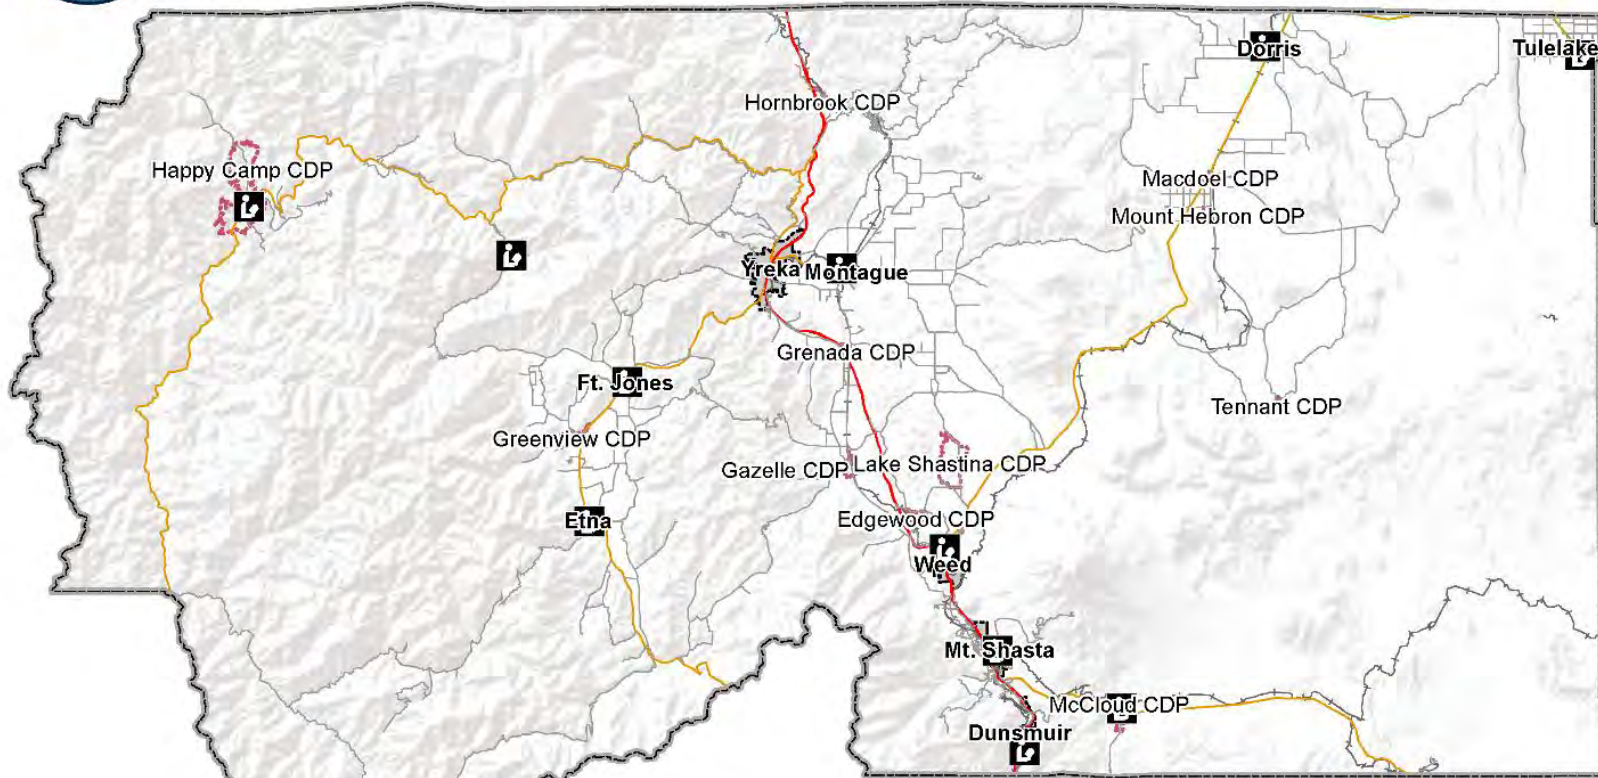 Dorris
Tulelake
Hornbrook CDP
Happy Camp CDP
Macdoel CDP
Mount Hebron CDP
Yreka
Montague
Grenada CDP
Ft. Jones
Tennant CDP
Greenview CDP
Gazelle CDP
Lake Shastina CDP
Etna
Edgewood CDP
Weed
Mt. Shasta
McCloud CDP
Dunsmuir